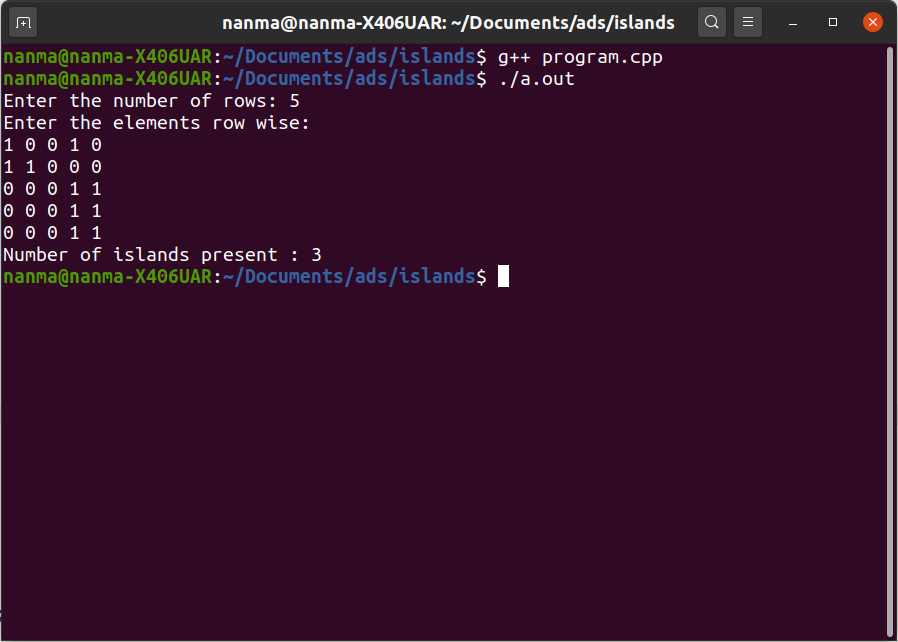 nanma@nanma-X406UAR: ~/Documents/ads/islands
nanma@nanma-X406UAR:~/Documents/ads/islands$ g++ program.cpp
nanma@nanma-X406UAR:~/Documents/ads/islands$ ./a.out
Enter the number of rows: 5
Enter the elements row wise:
1 0 0 1 0
1 1 0 0 0
0 0 0 1 1
0 0 0 1 1
0 0 0 1 1
Number of islands present : 3
nanma@nanma-X406UAR:~/Documents/ads/islands$